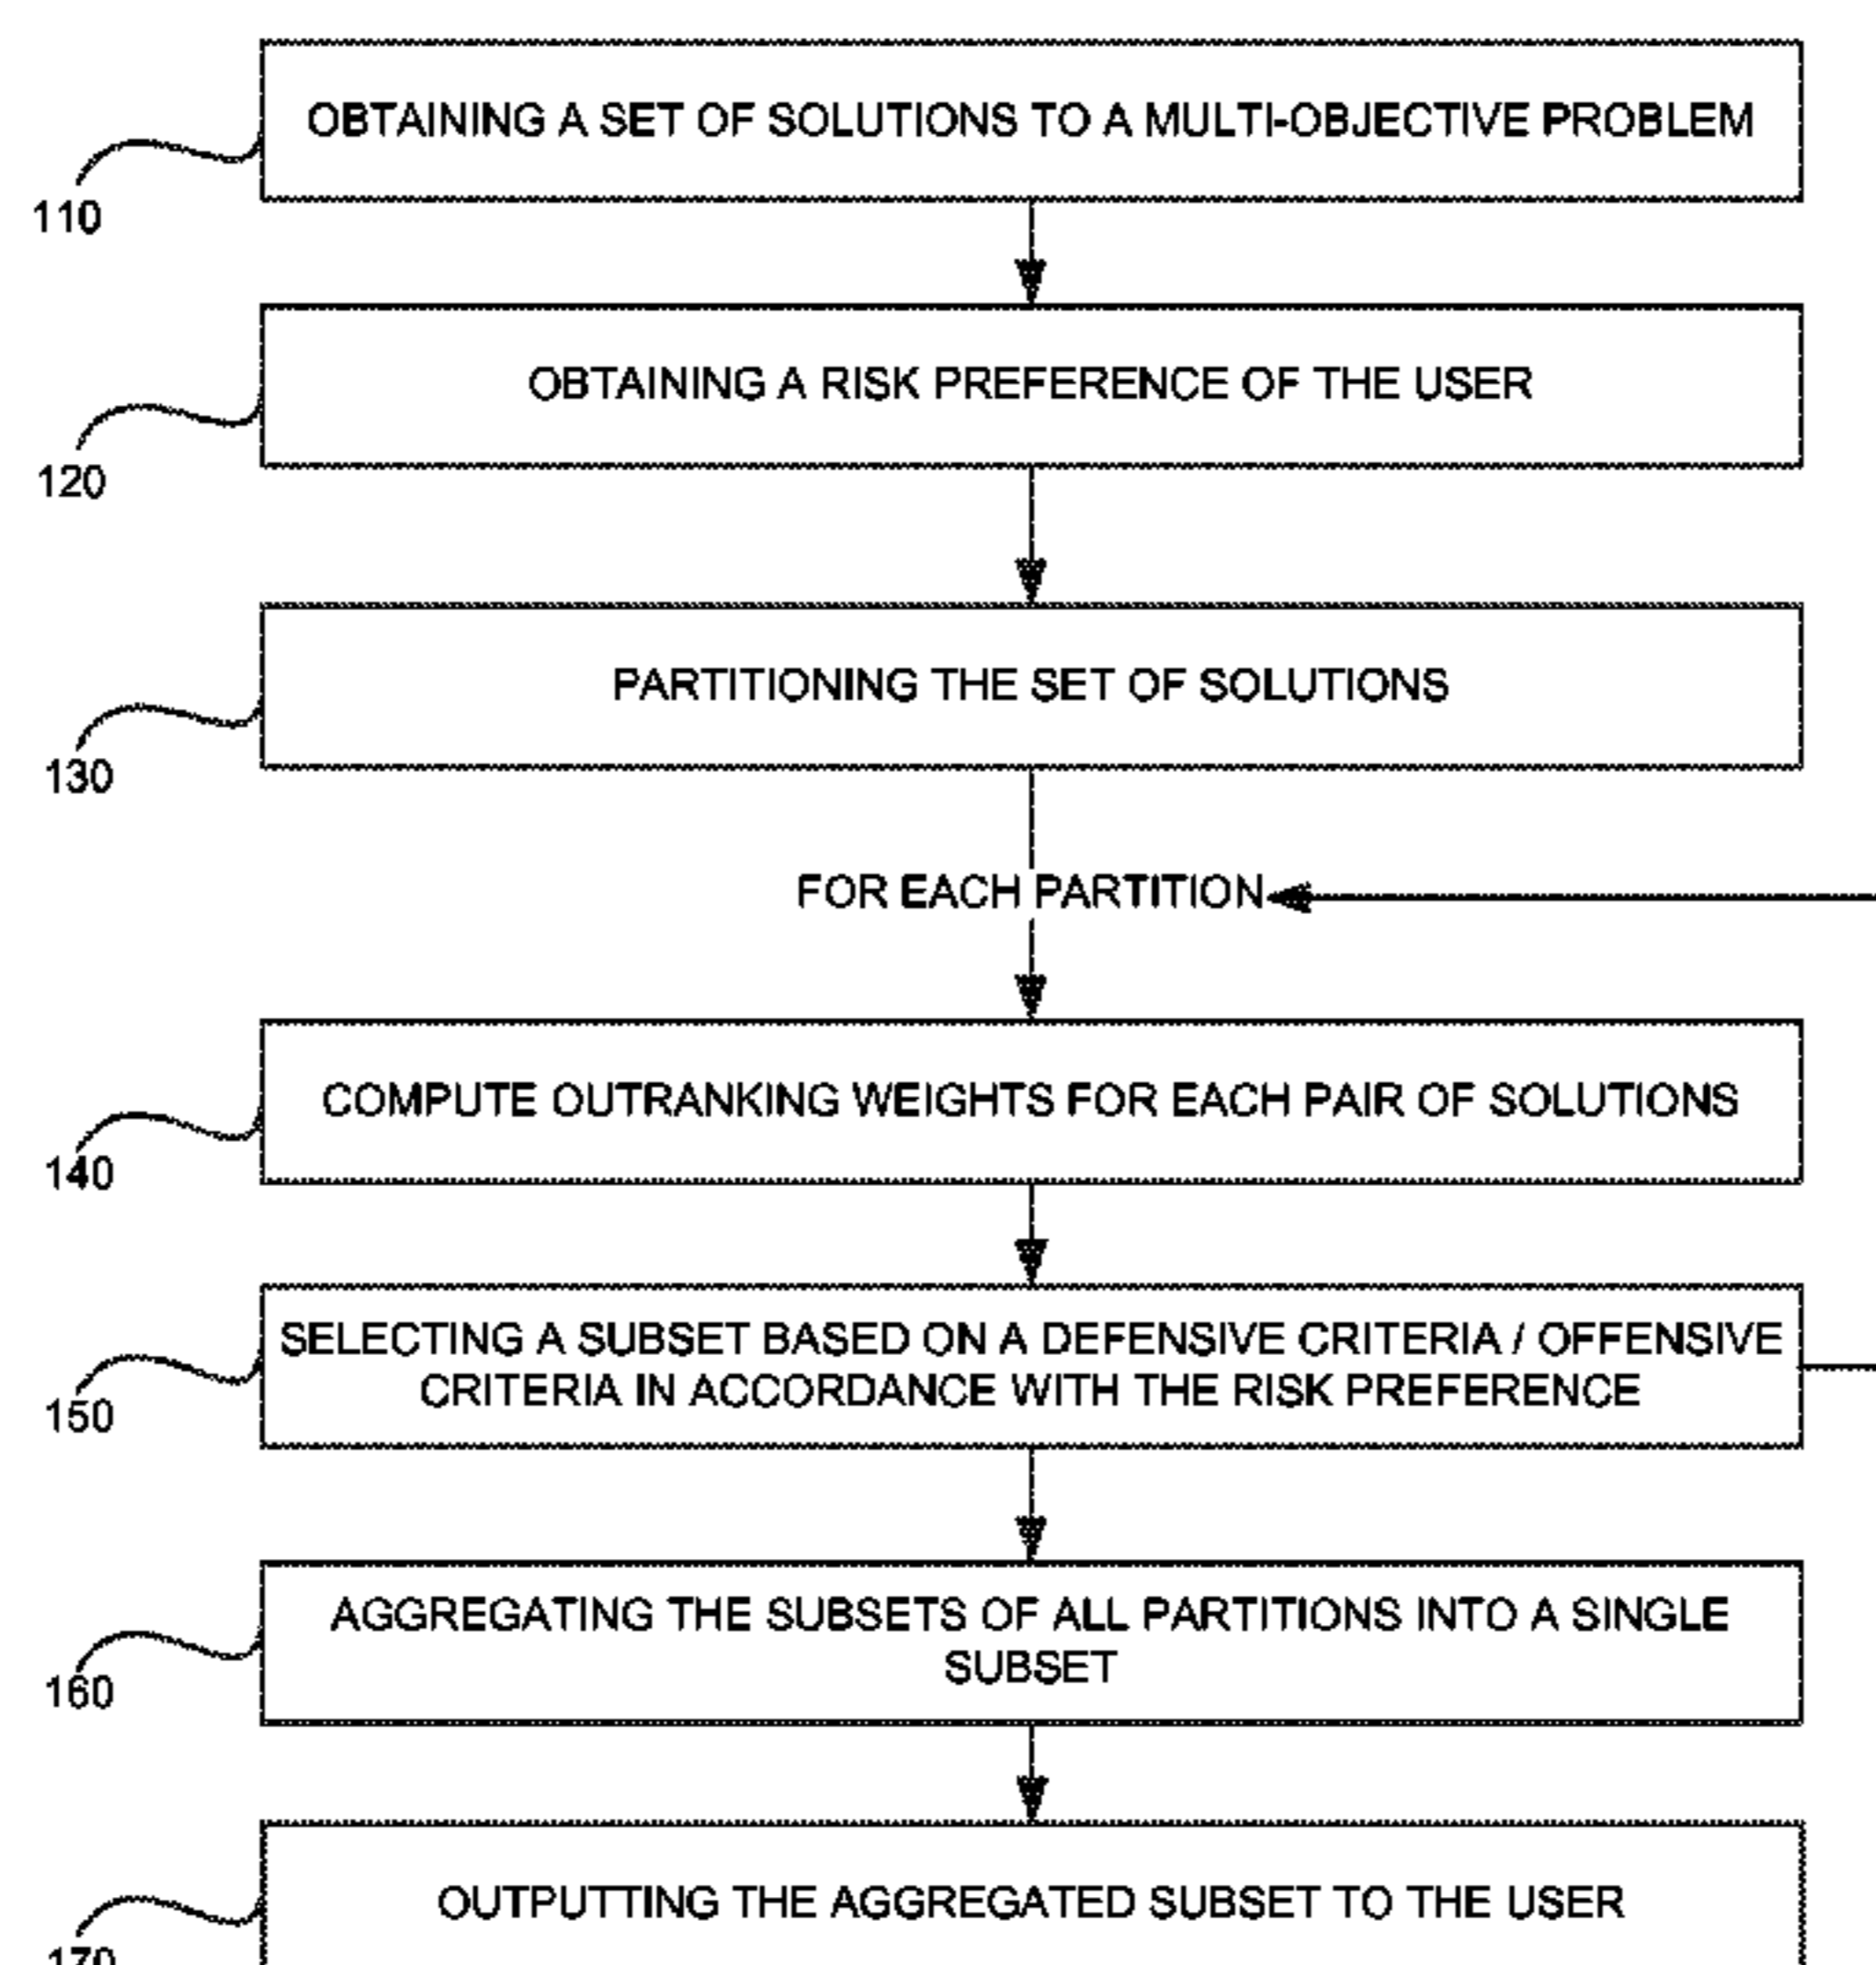 OBTAINING A SET OF SOLUTIONS TO A MULTI-OBJECTIVE PROBLEM
110
OBTAINING A RISK PREFERENCE OF THE USER
120
PARTITIONING THE SET OF SOLUTIONS
130
FOR EACH PARTITION
COMPUTE OUTRANKING WEIGHTS FOR EACH PAIR OF SOLUTIONS
140
SELECTING A SUBSET BASED ON A DEFENSIVE CRITERIA / OFFENSIVE
CRITERIA IN ACCORDANCE WITH THE RISK PREFERENCE
150
AGGREGATING THE SUBSETS OF ALL PARTITIONS INTO A SINGLE
SUBSET
160
OUTPUTTING THE AGGREGATED SUBSET TO THE USER
170